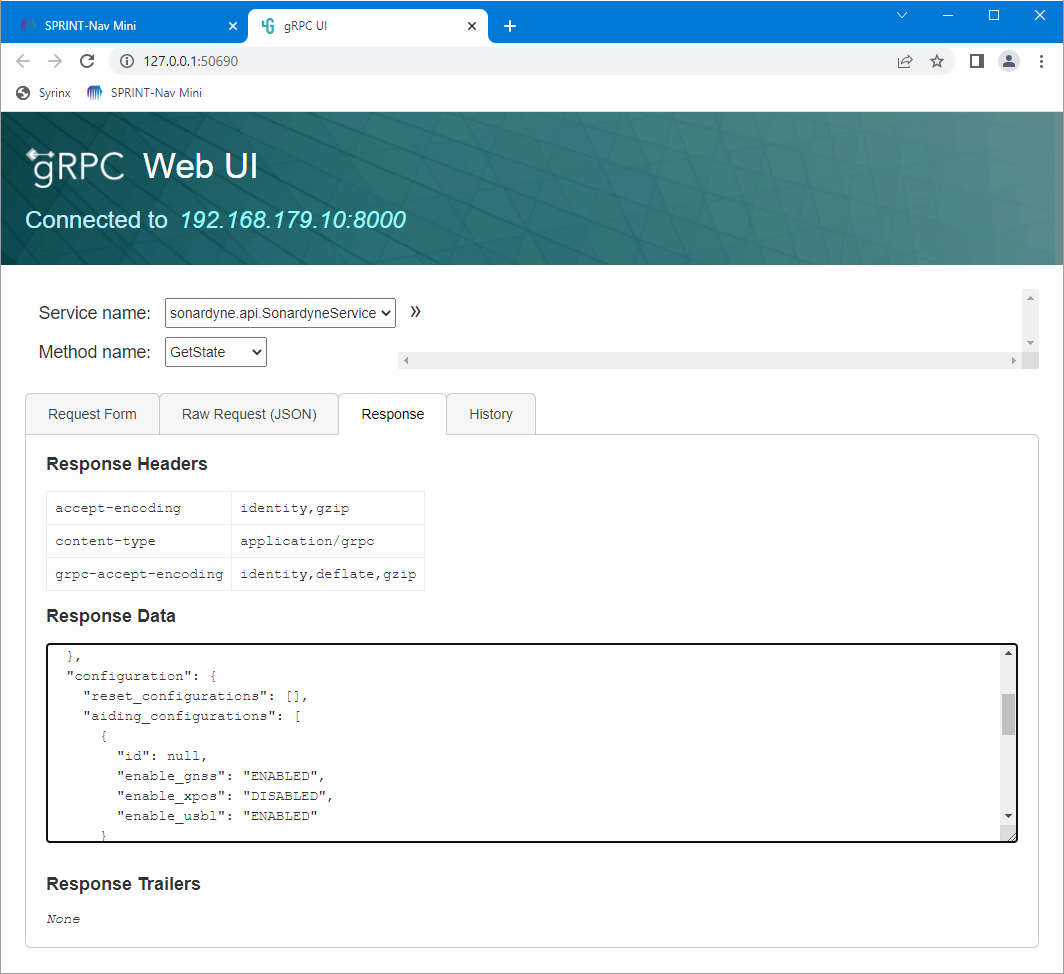 SPRINT-Nav Mini
gRPC UI
127.0.0.1:50690
Syrinx SPRINT-Nav Mini
gRPC Web UI
Connected to 192.168.179.10:8000
Service name: sonardyne.api.SonardyneService »
Method name: GetState
Request Form Raw Request (JSON) Response History
Response Headers
accept-encoding identity,gzip
content-type application/grpc
grpc-accept-encoding identity,deflate,gzip
Response Data
},
"configuration": {
"reset_configurations": [],
"aiding_configurations": [
{
"id": null,
"enable_gnss": "ENABLED",
"enable_xpos": "DISABLED",
"enable_usbl": "ENABLED"
}
Response Trailers
None